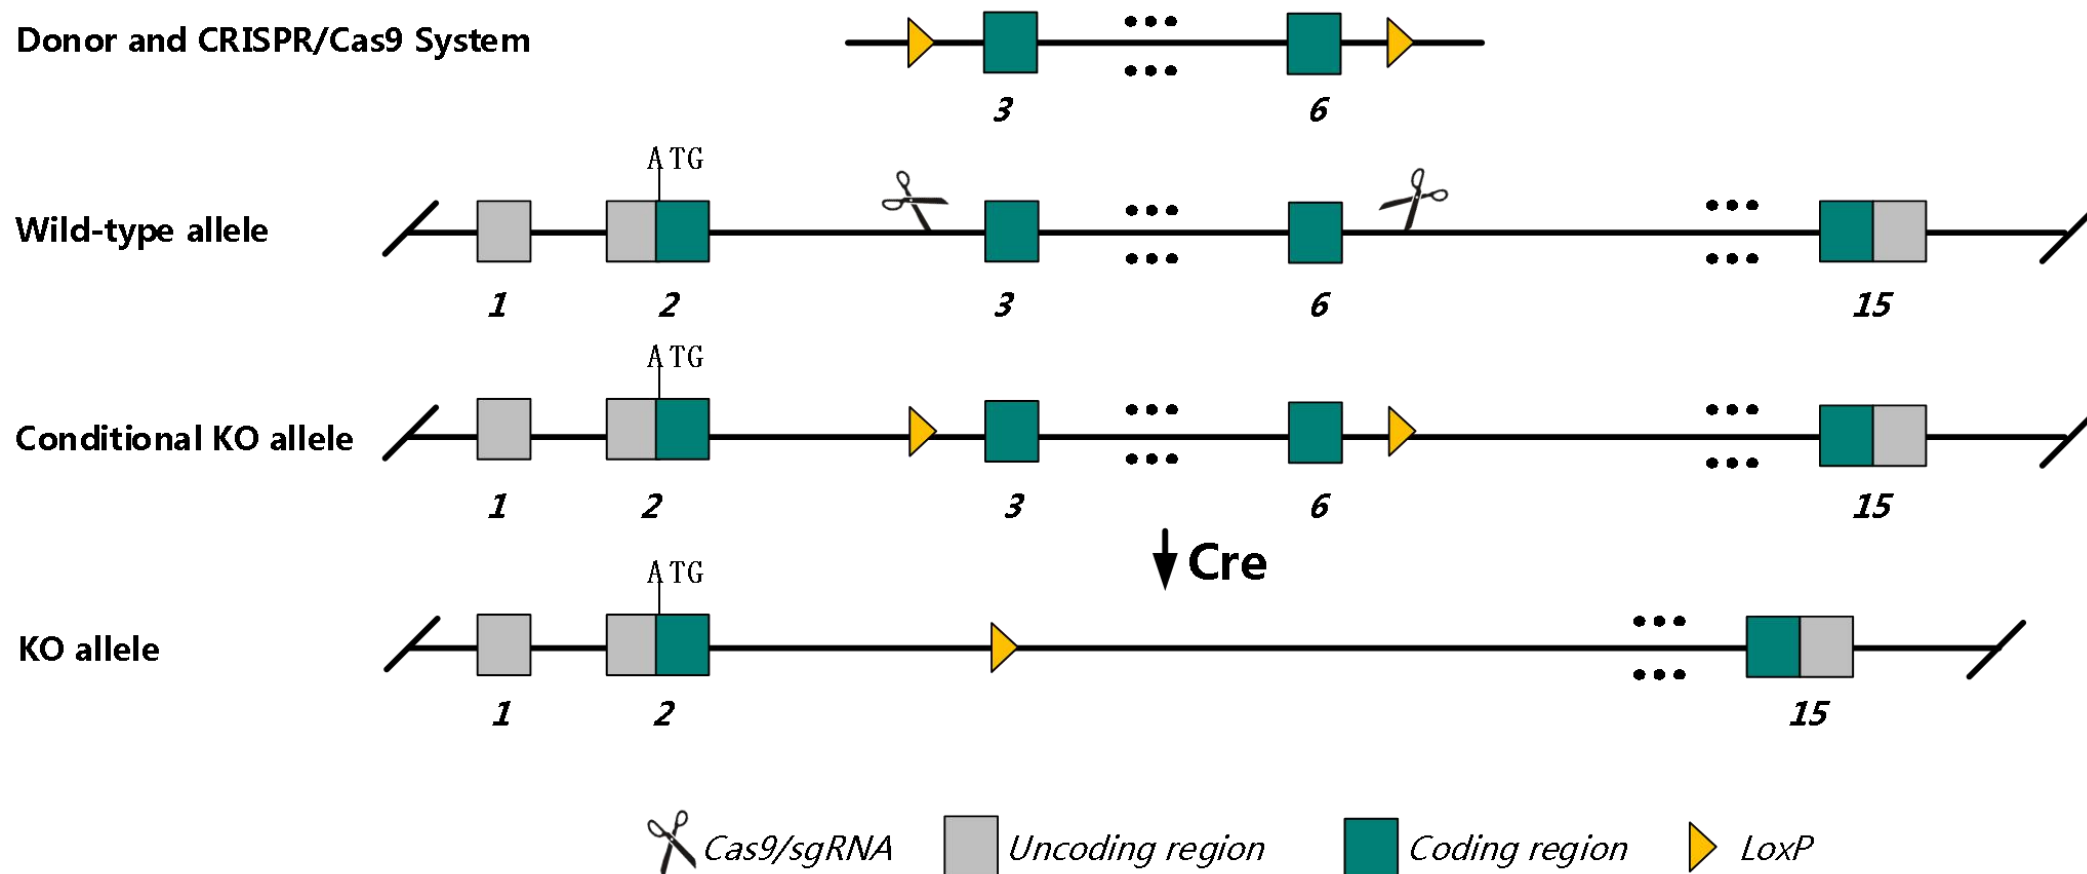 Donor and CRISPR/Cas9 System
3 6
ATG
Wild-type allele
1 2 3 6 15
ATG
Conditional KO allele
1 2 3 6 15
Cre
ATG
KO allele
1 2 15
Cas9/sgRNA Uncoding region Coding region LoxP